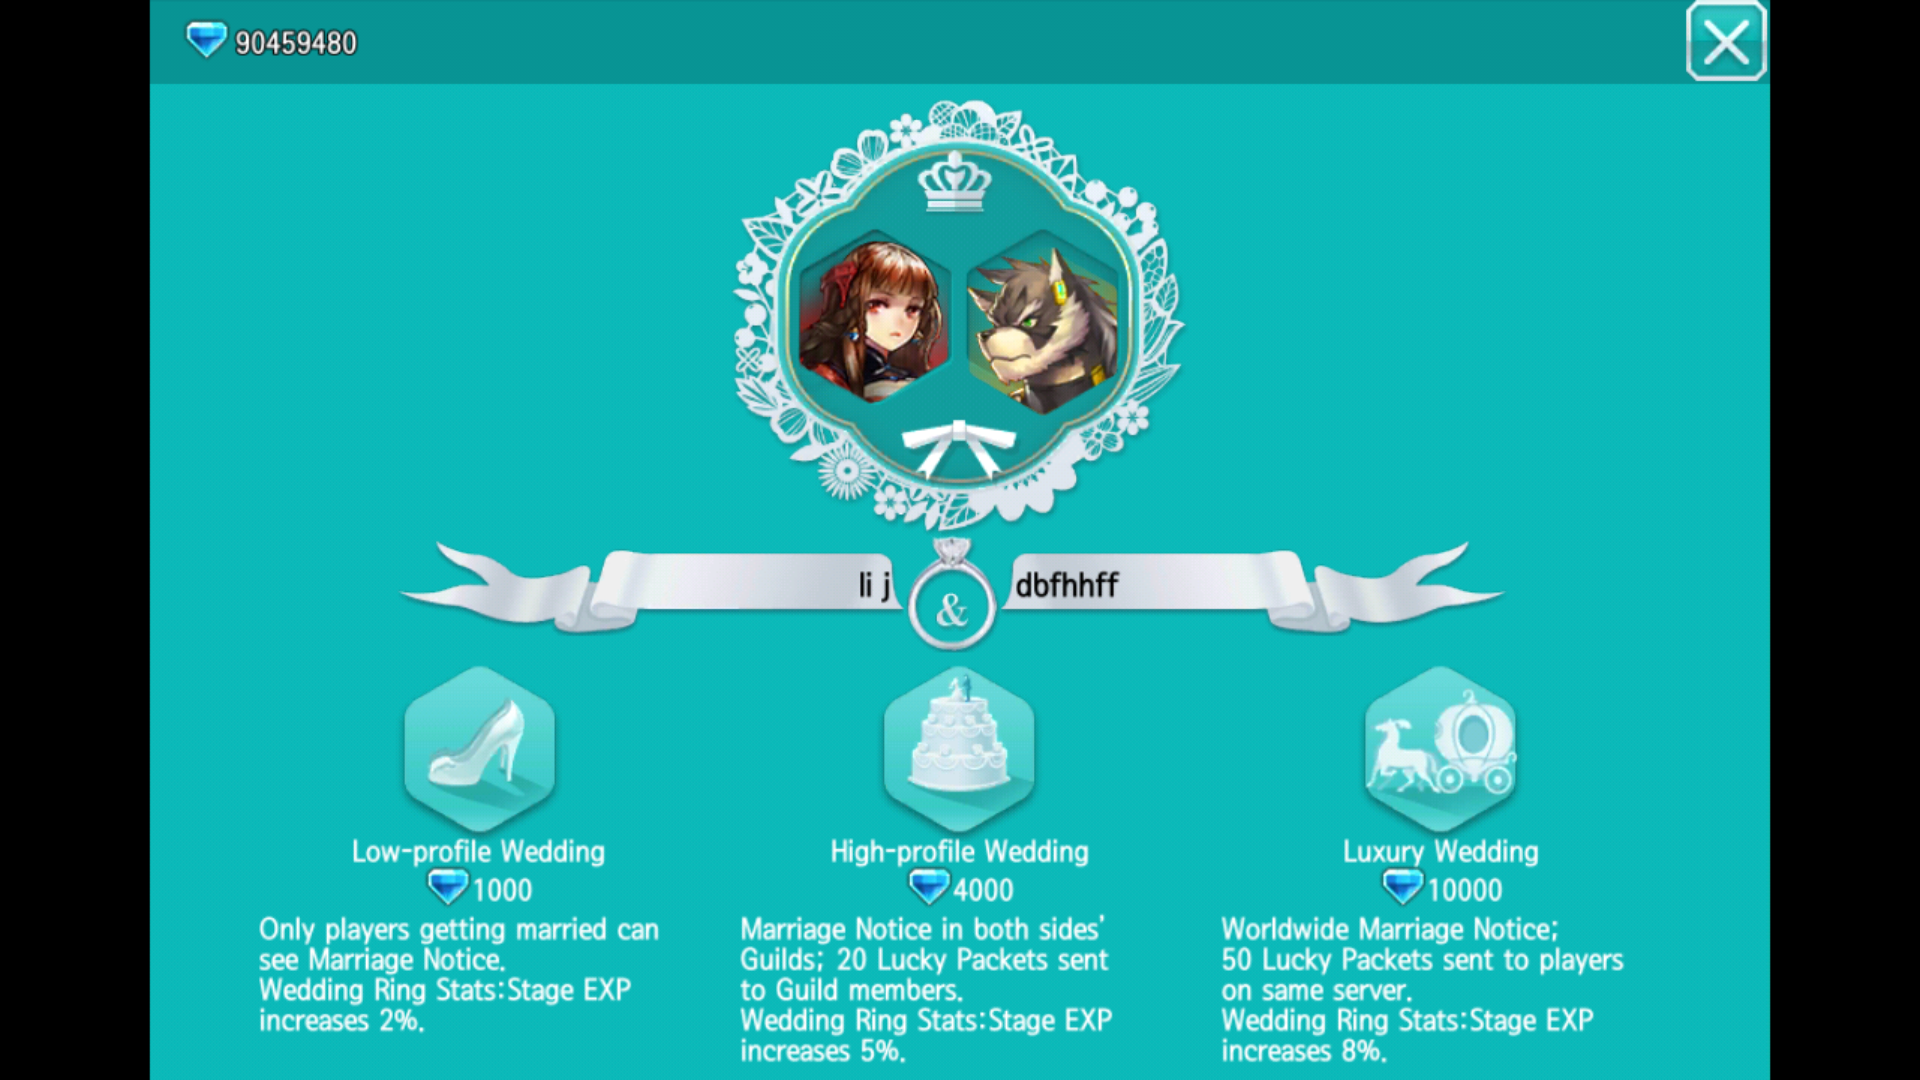 90459480
li j & dbfhhff
Low-profile Wedding
1000
Only players getting married can
see Marriage Notice.
Wedding Ring Stats:Stage EXP
increases 2%.
High-profile Wedding
4000
Marriage Notice in both sides'
Guilds; 20 Lucky Packets sent
to Guild members.
Wedding Ring Stats:Stage EXP
increases 5%.
Luxury Wedding
10000
Worldwide Marriage Notice;
50 Lucky Packets sent to players
on same server.
Wedding Ring Stats:Stage EXP
increases 8%.